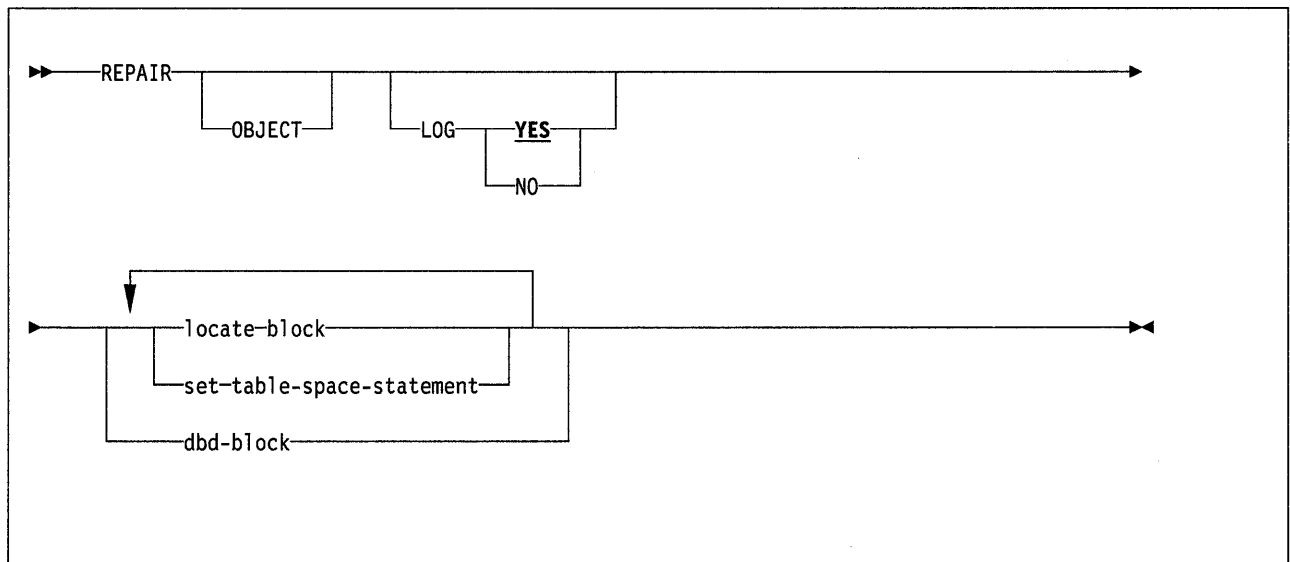 REPAIR
OBJECT
LOG YES
NO
locate-block
set-table-space-statement
dbd-block